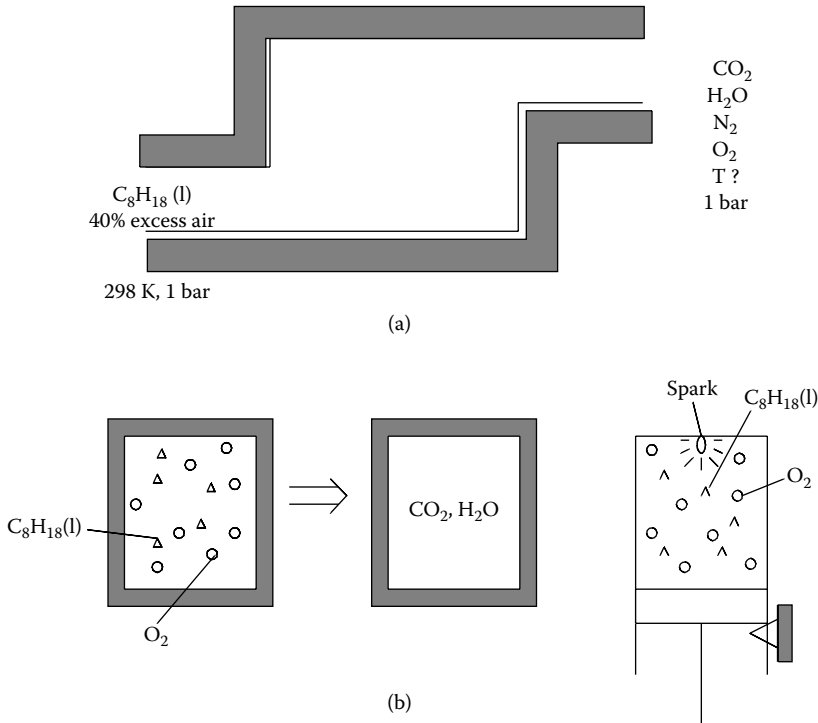 CO₂
H₂O
N₂
O₂
T ?
1 bar
C₈H₁₈ (l)
40% excess air
298 K, 1 bar
(a)
Spark
C₈H₁₈(l)
O₂
CO₂, H₂O
C₈H₁₈(l)
O₂
(b)